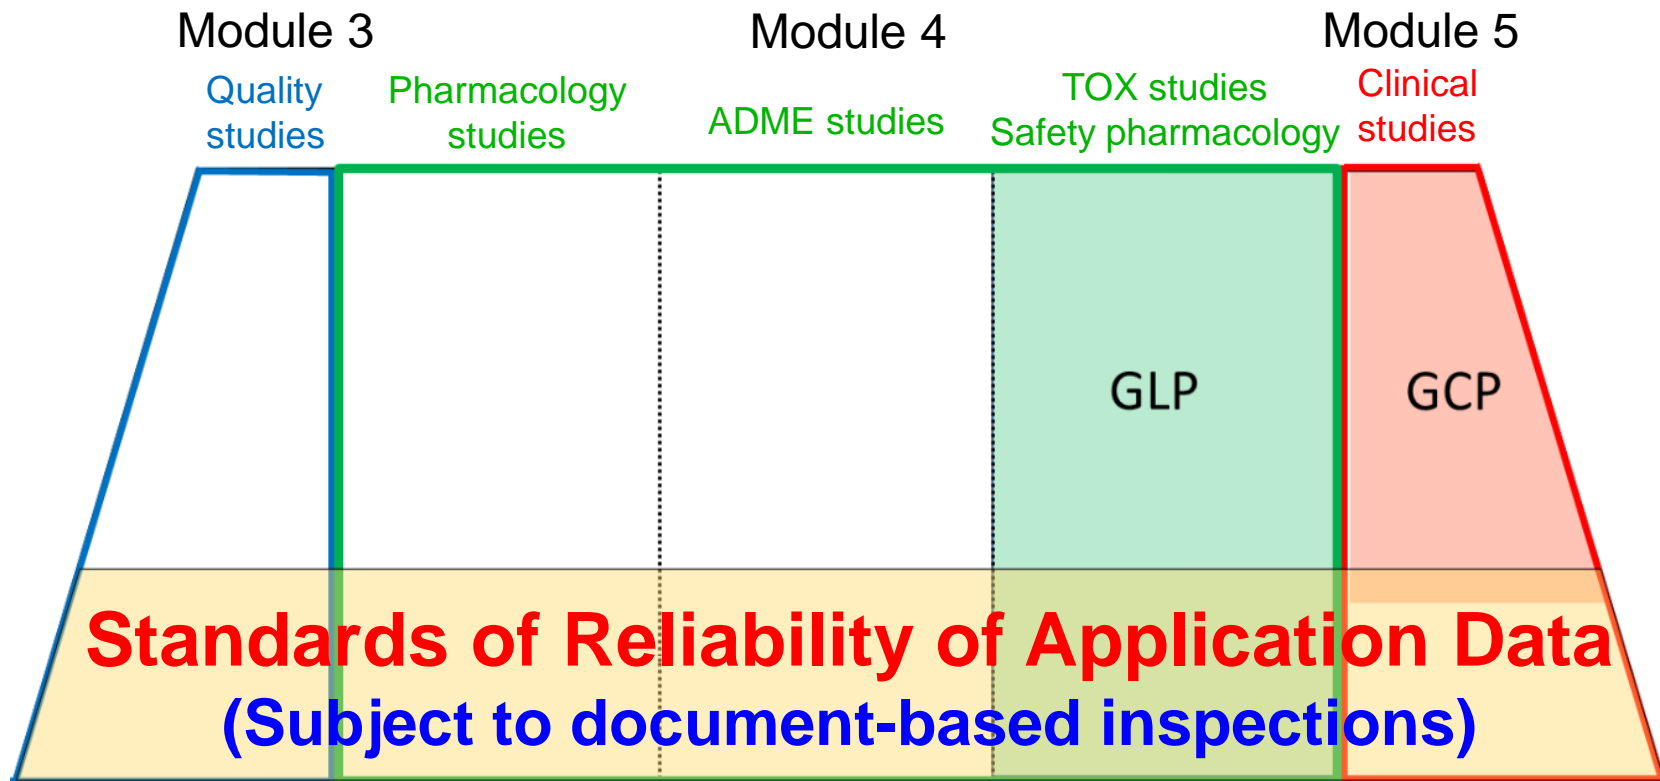 Module 3
Module 4
Module 5
Quality
studies
Pharmacology
studies
ADME studies
TOX studies
Safety pharmacology
Clinical
studies
GLP
GCP
Standards of Reliability of Application Data
(Subject to document-based inspections)